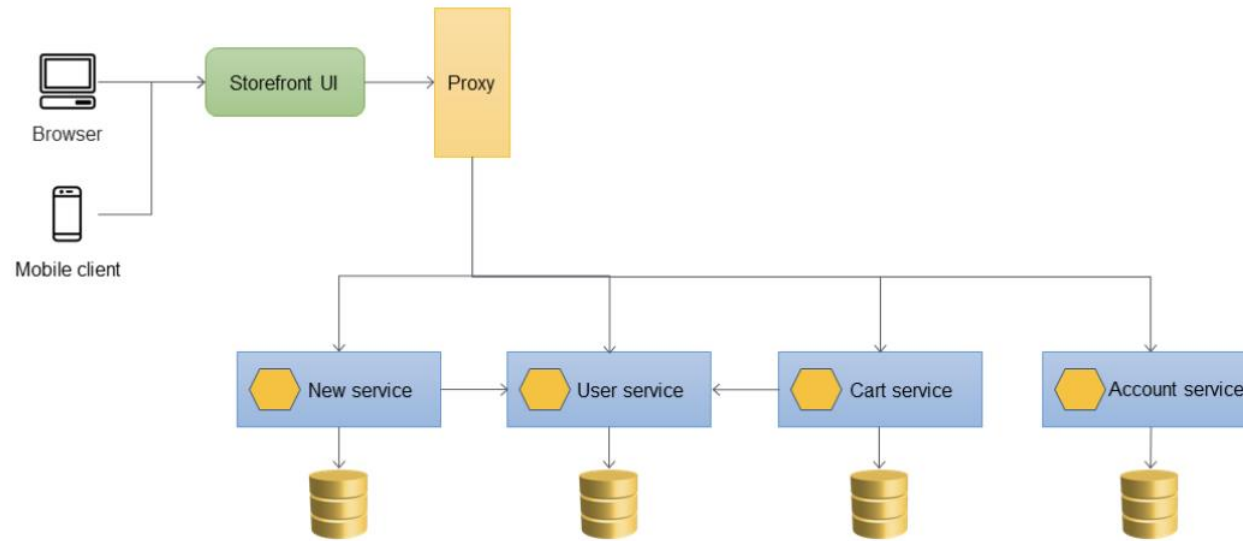 Storefront UI
Proxy
Browser
Mobile client
New service
User service
Cart service
Account service